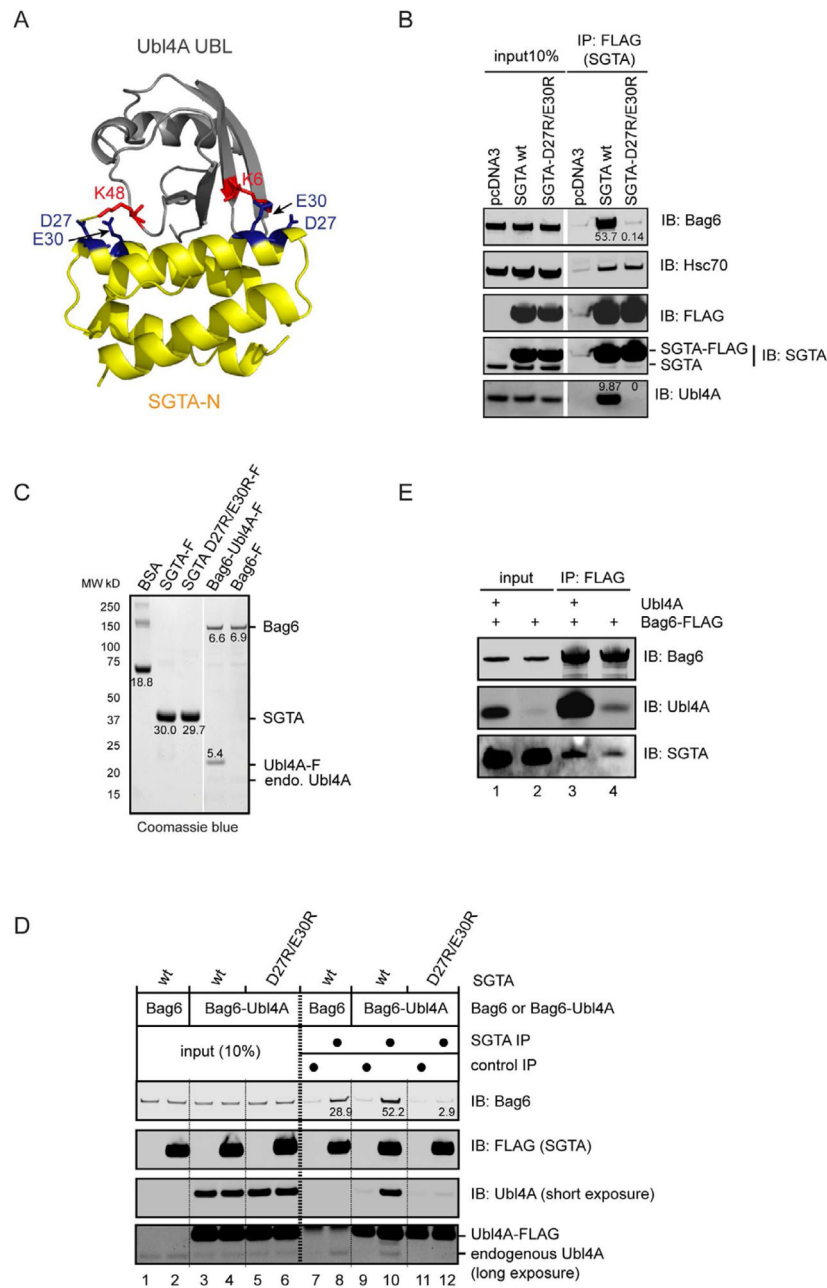 A
Ubl4A UBL
K48
K6
D27
E30
E30
D27
SGTA-N
B
input10%
IP: FLAG
(SGTA)
pcDNA3
SGTA wt
SGTA-D27R/E30R
pcDNA3
SGTA wt
SGTA-D27R/E30R
IB: Bag6
53.7 0.14
IB: Hsc70
IB: FLAG
SGTA-FLAG
SGTA
IB: SGTA
9.87 0
IB: Ubl4A
C
MW kD
BSA
SGTA-F
SGTA D27R/E30R-F
Bag6-Ubl4A-F
Bag6-F
250
150
100
75
50
37
25
20
15
18.8
30.0
29.7
6.6
6.9
5.4
Bag6
SGTA
Ubl4A-F
endo. Ubl4A
Coomassie blue
E
input IP: FLAG
+ + Ubl4A
+ + + + Bag6-FLAG
IB: Bag6
IB: Ubl4A
IB: SGTA
1 2 3 4
D
wt wt D27R/E30R wt wt D27R/E30R SGTA
Bag6 Bag6-Ubl4A Bag6 Bag6-Ubl4A Bag6 or Bag6-Ubl4A
input (10%)
SGTA IP
control IP
IB: Bag6
28.9 52.2 2.9
IB: FLAG (SGTA)
IB: Ubl4A (short exposure)
Ubl4A-FLAG
endogenous Ubl4A
(long exposure)
1 2 3 4 5 6 7 8 9 10 11 12